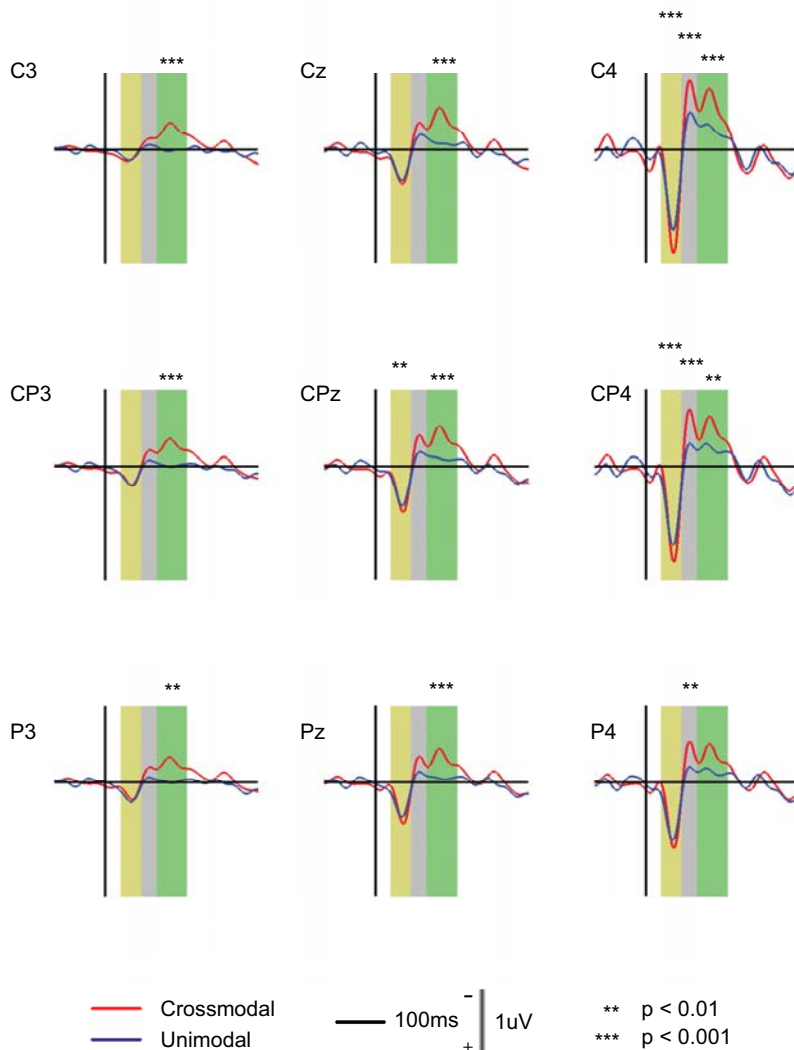 ***
***
C3 *** Cz *** C4 ***
***
** ***
CP3 *** CPz *** CP4 **
** *** **
P3 Pz P4
Crossmodal – 100ms 1uV ** p < 0.01
Unimodal + *** p < 0.001